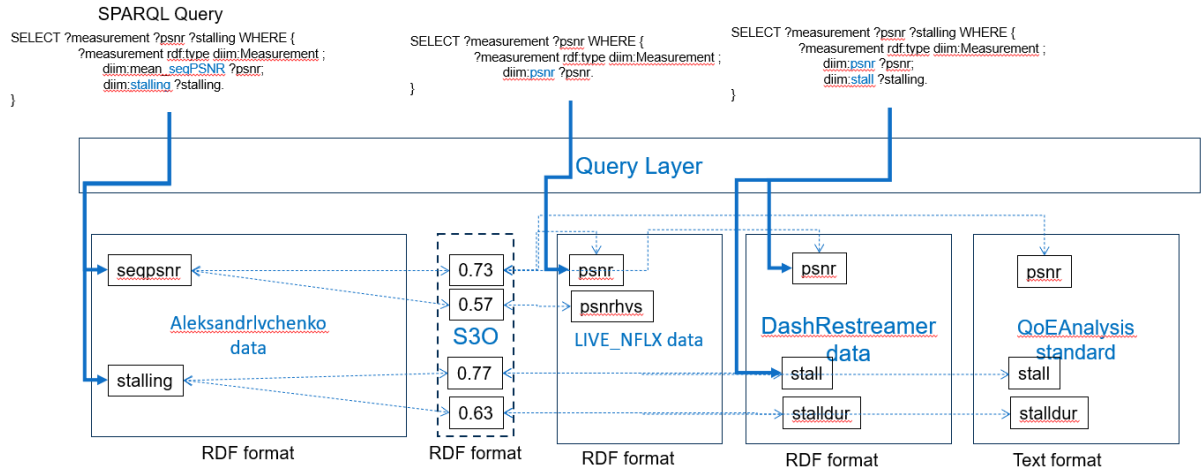 SPARQL Query
SELECT ?measurement ?psnr ?stalling WHERE {
?measurement rdf:type diim:Measurement ;
diim:mean_seqPSNR ?psnr;
diim:stalling ?stalling.
}
SELECT ?measurement ?psnr WHERE {
?measurement rdf:type diim:Measurement ;
diim:psnr ?psnr.
}
SELECT ?measurement ?psnr ?stalling WHERE {
?measurement rdf:type diim:Measurement ;
diim:psnr ?psnr;
diim:stall ?stalling.
}
Query Layer
seqpsnr
AleksandrIvchenko
data
stalling
RDF format
0.73
0.57
S3O
0.77
0.63
RDF format
psnr
psnrhvs
LIVE_NFLX data
RDF format
psnr
DashRestreamer
data
stall
stalldur
RDF format
psnr
QoEAnalysis
standard
stall
stalldur
Text format